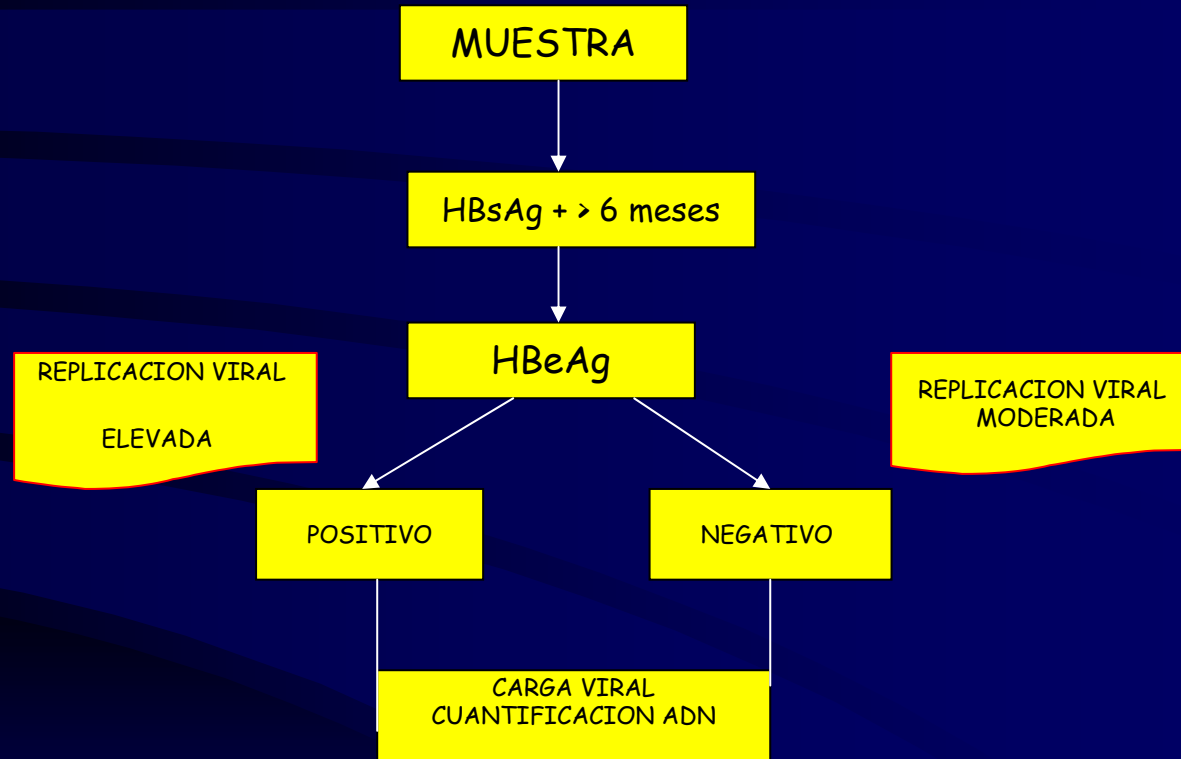 MUESTRA
HBsAg + > 6 meses
HBeAg
REPLICACION VIRAL
ELEVADA
REPLICACION VIRAL
MODERADA
POSITIVO
NEGATIVO
CARGA VIRAL
CUANTIFICACION ADN